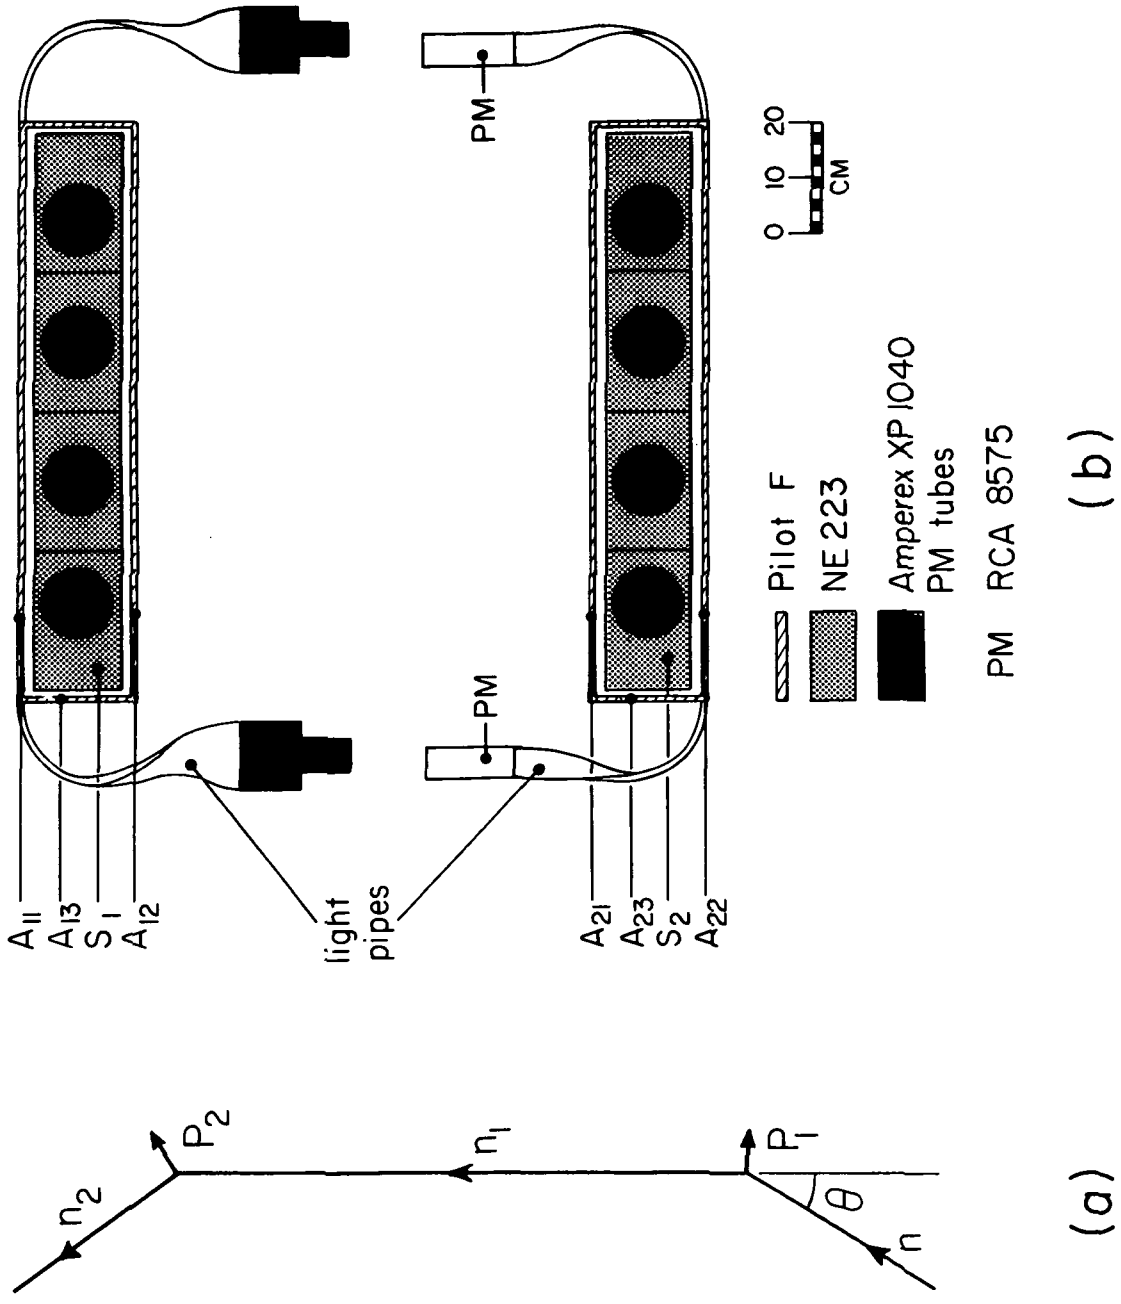 A11
A13
S1
A12
light
pipes
PM
PM
A21
A23
S2
A22
0 10 20
CM
Pilot F
NE 223
Amperex XP 1040
PM tubes
PM RCA 8575
(b)
n2
P2
n1
P1
θ
n
(a)